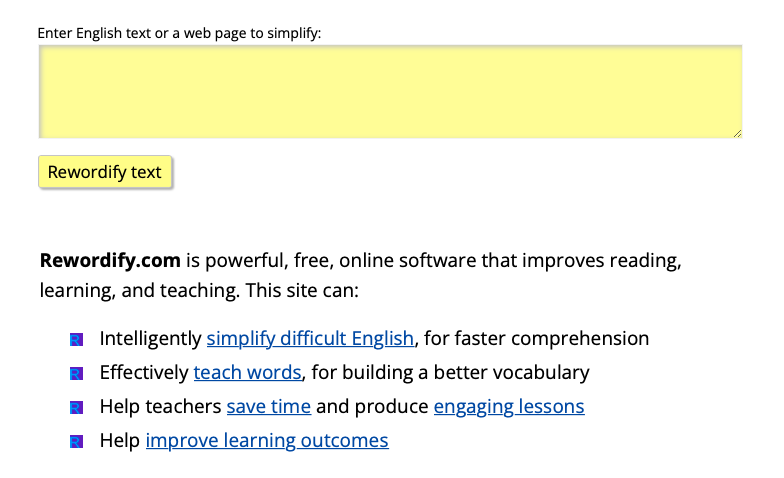 Enter English text or a web page to simplify:
Rewordify text
Rewordify.com is powerful, free, online software that improves reading,
learning, and teaching. This site can:
R Intelligently simplify difficult English, for faster comprehension
R Effectively teach words, for building a better vocabulary
R Help teachers save time and produce engaging lessons
R Help improve learning outcomes